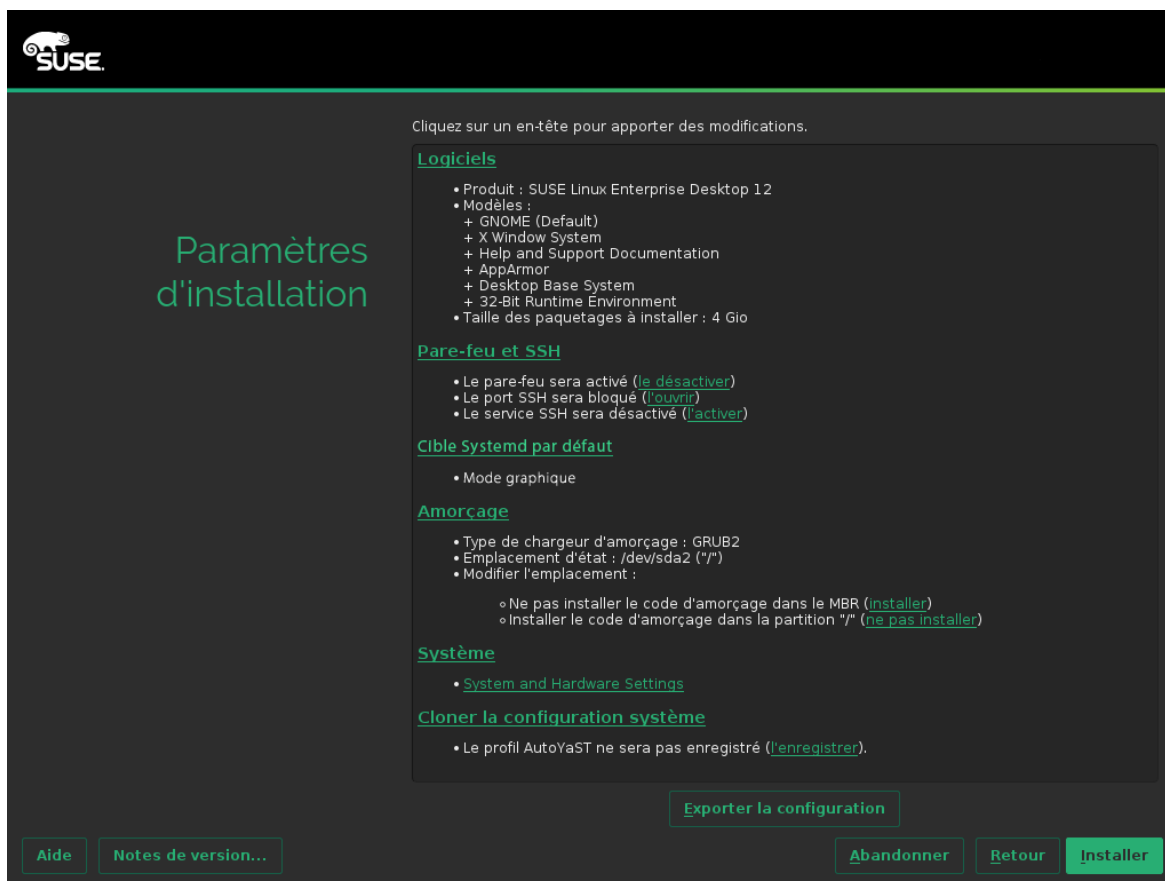 SUSE.
Cliquez sur un en-tête pour apporter des modifications.
Paramètres
d'installation
Logiciels
• Produit : SUSE Linux Enterprise Desktop 12
• Modèles :
+ GNOME (Default)
+ X Window System
+ Help and Support Documentation
+ AppArmor
+ Desktop Base System
+ 32-Bit Runtime Environment
• Taille des paquetages à installer : 4 Gio
Pare-feu et SSH
• Le pare-feu sera activé (le désactiver)
• Le port SSH sera bloqué (l'ouvrir)
• Le service SSH sera désactivé (l'activer)
CIble Systemd par défaut
• Mode graphique
Amorçage
• Type de chargeur d'amorçage : GRUB2
• Emplacement d'état : /dev/sda2 ("/")
• Modifier l'emplacement :
◦ Ne pas installer le code d'amorçage dans le MBR (installer)
◦ Installer le code d'amorçage dans la partition "/" (ne pas installer)
Système
• System and Hardware Settings
Cloner la configuration système
• Le profil AutoYaST ne sera pas enregistré (l'enregistrer).
Exporter la configuration
Aide Notes de version... Abandonner Retour Installer